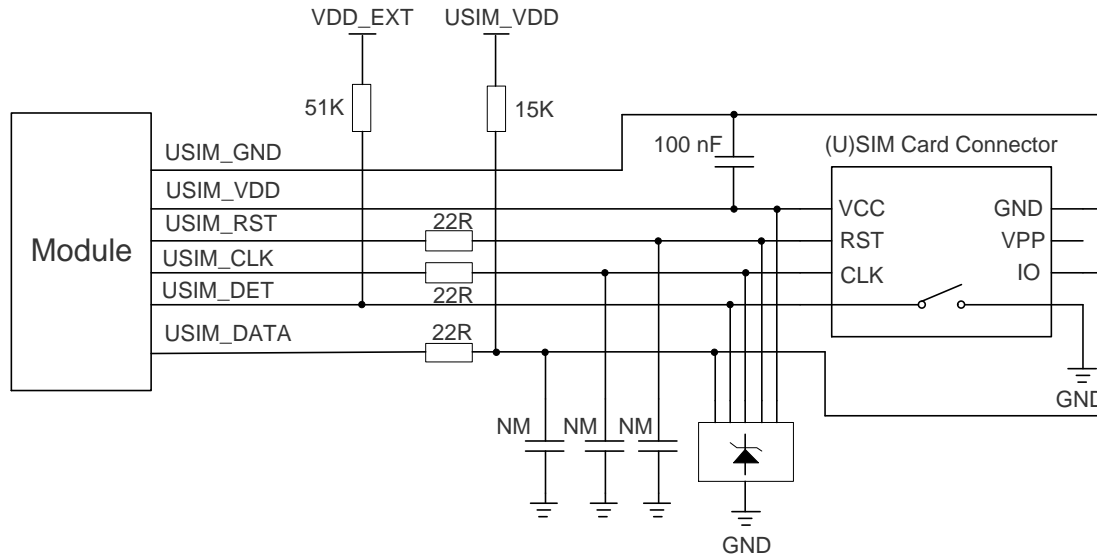 VDD_EXT USIM_VDD
51K 15K
100 nF
(U)SIM Card Connector
Module
USIM_GND
USIM_VDD
USIM_RST
USIM_CLK
USIM_DET
USIM_DATA
22R
22R
22R
VCC GND
RST VPP
CLK IO
GND
NM NM NM
GND